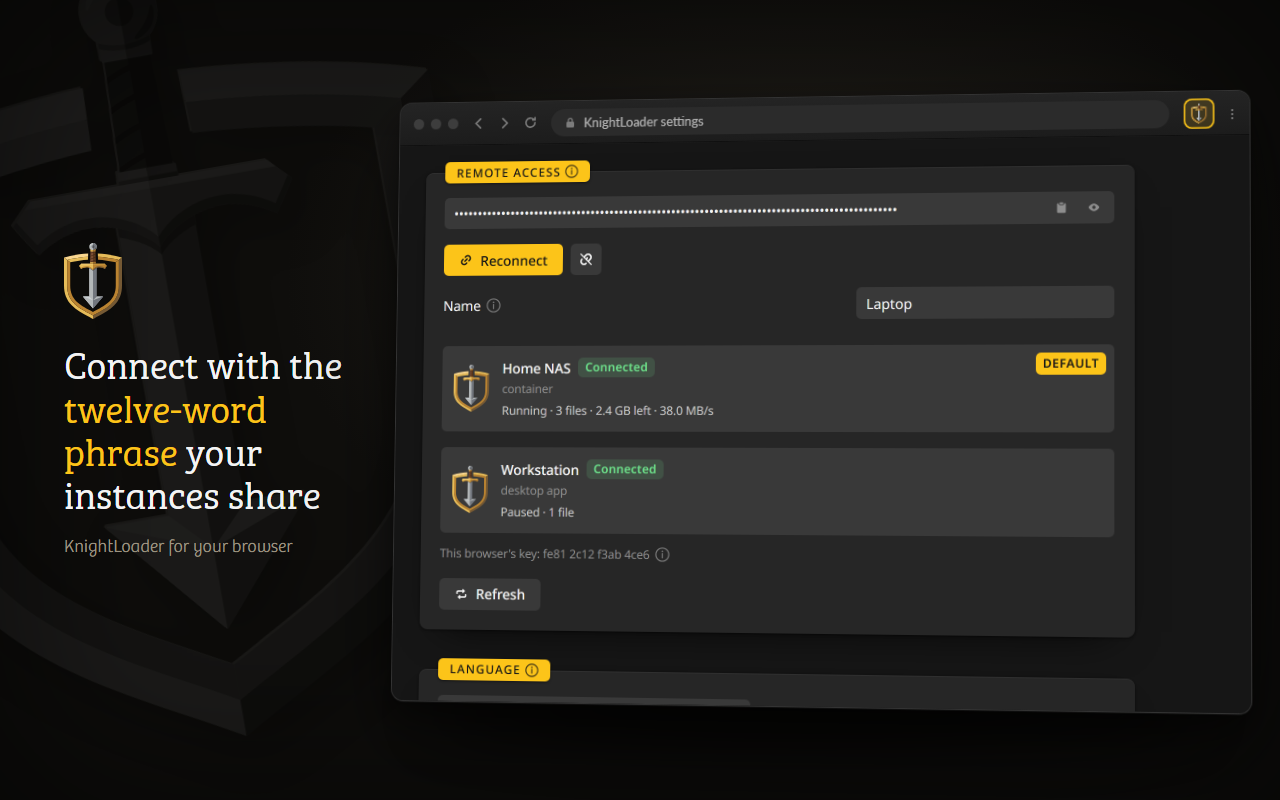 Connect with the
twelve-word
phrase your
instances share
KnightLoader for your browser
KnightLoader settings
REMOTE ACCESS
Reconnect
Name
Laptop
Home NAS Connected
DEFAULT
container
Running · 3 files · 2.4 GB left · 38.0 MB/s
Workstation Connected
desktop app
Paused · 1 file
This browser's key: fe81 2c12 f3ab 4ce6
Refresh
LANGUAGE